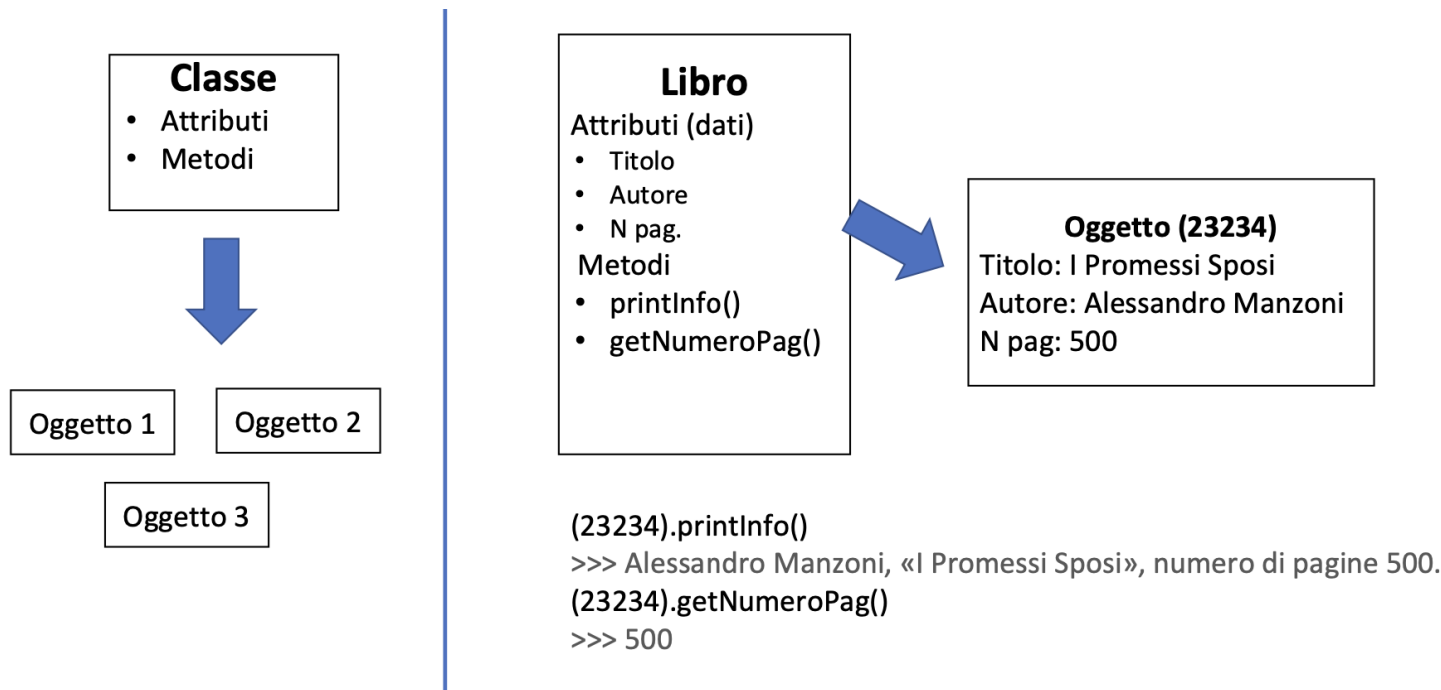 Classe
• Attributi
• Metodi
Oggetto 1
Oggetto 2
Oggetto 3
Libro
Attributi (dati)
• Titolo
• Autore
• N pag.
Metodi
• printInfo()
• getNumeroPag()
Oggetto (23234)
Titolo: I Promessi Sposi
Autore: Alessandro Manzoni
N pag: 500
(23234).printInfo()
>>> Alessandro Manzoni, «I Promessi Sposi», numero di pagine 500.
(23234).getNumeroPag()
>>> 500